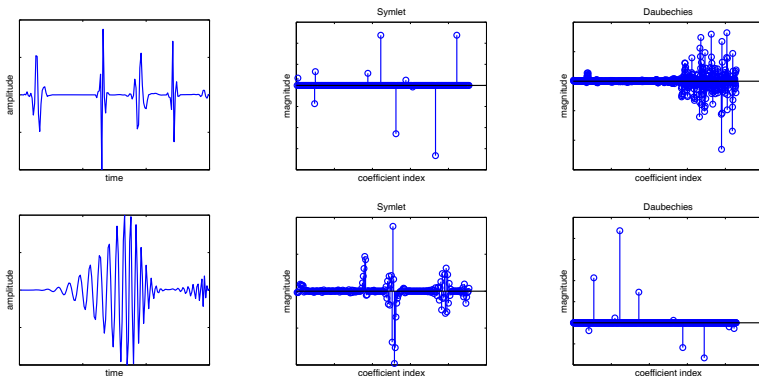 Symlet
Daubechies
amplitude
magnitude
magnitude
time
coefficient index
coefficient index
Symlet
Daubechies
amplitude
magnitude
magnitude
time
coefficient index
coefficient index